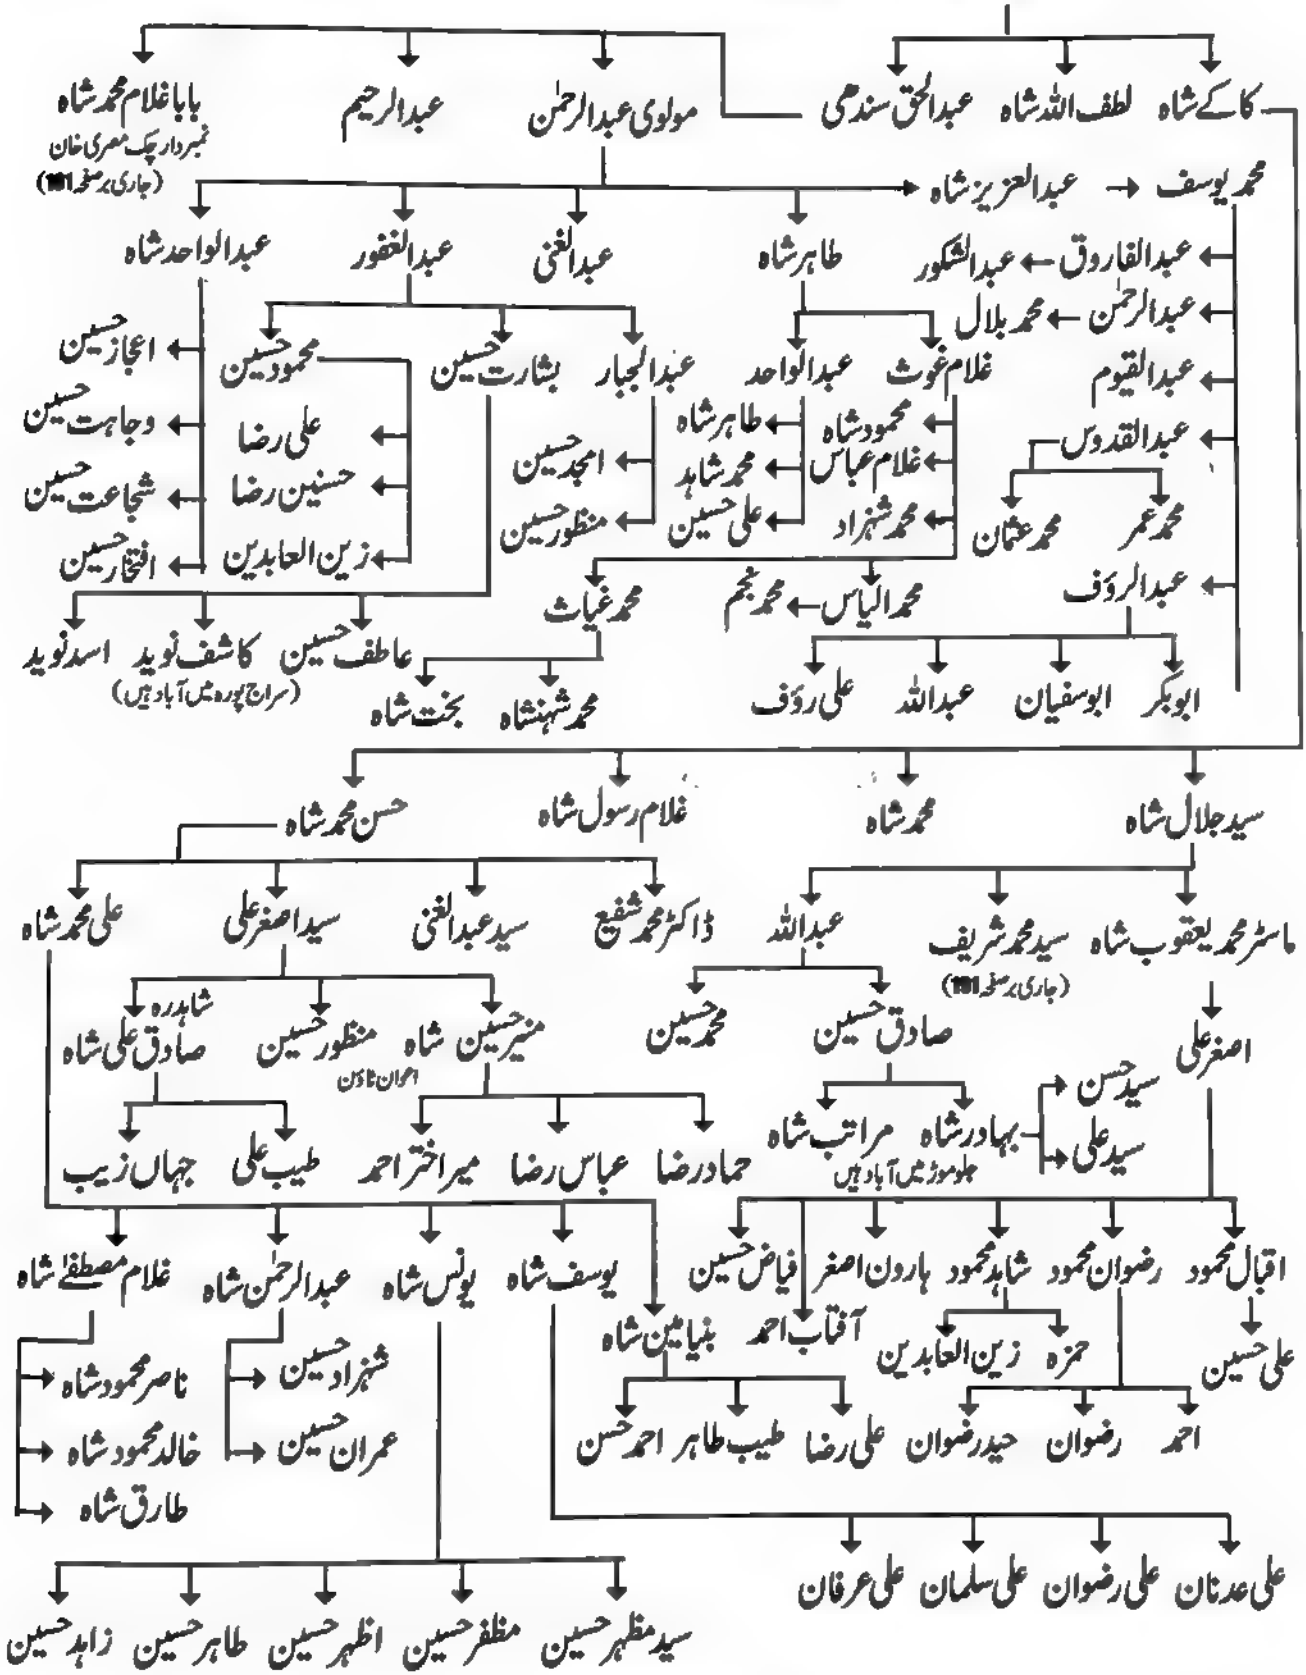 کاکے شاہ لطف اللہ شاہ عبدالحق سندھی مولوی عبدالرحمٰن عبدالرحیم بابا غلام محمد شاہ
نمبردار چک مصری خان
(جاری بر صفحہ 191)
محمد یوسف عبدالعزیز شاہ
عبدالفاروق عبدالشکور طاہر شاہ عبدالغنی عبدالغفور عبدالواحد شاہ
عبدالرحمٰن محمد بلال
عبدالقیوم غلام غوث عبدالواحد عبدالجبار بشارت حسین محمود حسین اعجاز حسین
عبدالقدوس محمود شاہ طاہر شاہ علی رضا وجاہت حسین
غلام عباس محمد شاہد امجد حسین حسنین رضا شجاعت حسین
محمد عمر محمد عثمان محمد شہزاد علی حسین منظور حسین زین العابدین افتخار حسین
عبدالرؤف محمد الیاس محمد نجم محمد غیاث
عاطف حسین کاشف نوید اسد نوید
(سراج پورہ میں آباد ہیں)
ابوبکر ابوسفیان عبداللہ علی رؤف محمد شہنشاہ بخت شاہ
سید جلال شاہ محمد شاہ غلام رسول شاہ حسن محمد شاہ
ماسٹر محمد یعقوب شاہ سید محمد شریف عبداللہ ڈاکٹر محمد شفیع سید عبدالغنی سید اصغر علی علی محمد شاہ
(جاری بر صفحہ 191)
شاہدرہ
اصغر علی صادق حسین محمد حسین منیر حسین شاہ منظور حسین صادق علی شاہ
اعوان ٹاؤن
سید حسن
بہادر شاہ مراتب شاہ
سید علی حماد رضا عباس رضا میر اختر احمد طیب علی جہاں زیب
جلو موڑ میں آباد ہیں
اقبال محمود رضوان محمود شاہد محمود ہارون اصغر فیاض حسین یوسف شاہ یونس شاہ عبدالرحمٰن شاہ غلام مصطفےٰ شاہ
آفتاب احمد بنیامین شاہ
علی حسین حمزہ زین العابدین شہزاد حسین ناصر محمود شاہ
احمد رضوان حیدر رضوان علی رضا طیب طاہر احمد حسن عمران حسین خالد محمود شاہ
طارق شاہ
علی عدنان علی رضوان علی سلمان علی عرفان
سید مظہر حسین مظفر حسین اظہر حسین طاہر حسین زاہد حسین